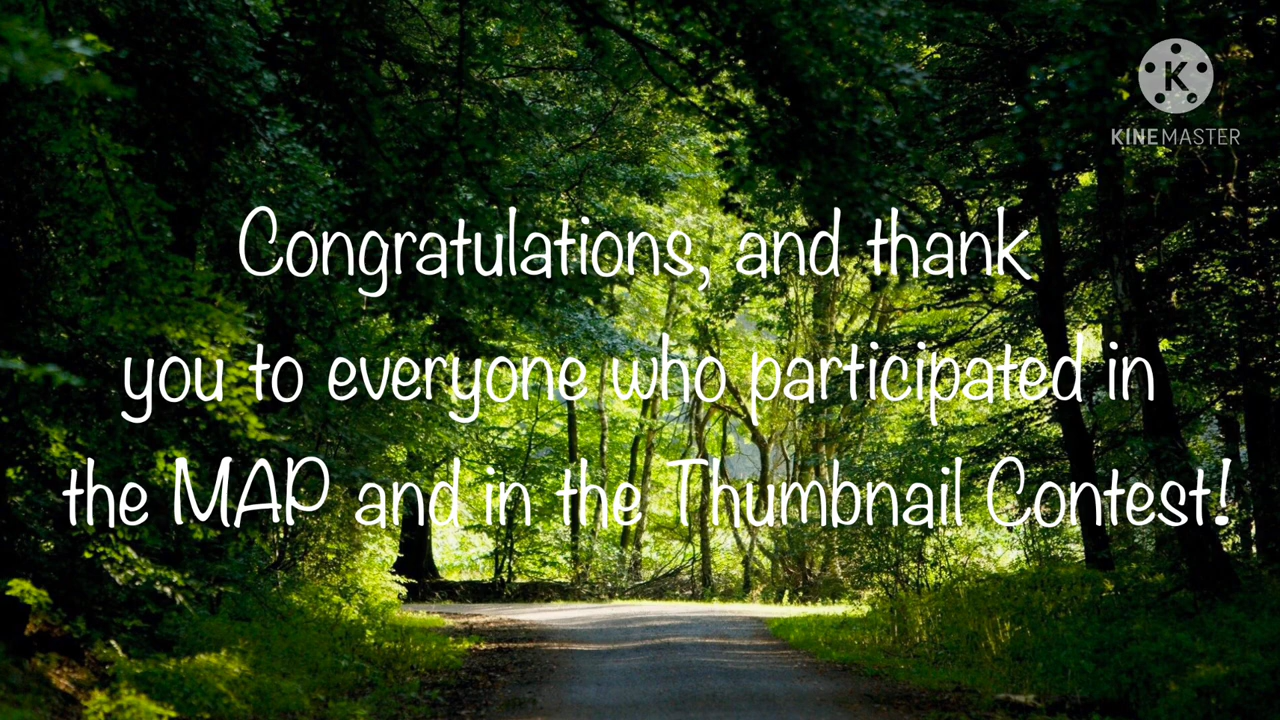 K
KINEMASTER
Congratulations, and thank
you to everyone who participated in
the MAP and in the Thumbnail Contest!